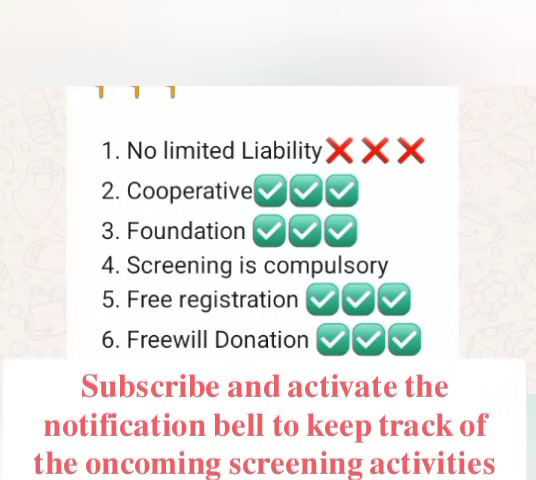 1. No limited Liability❌❌❌
2. Cooperative✅✅✅
3. Foundation ✅✅✅
4. Screening is compulsory
5. Free registration ✅✅✅
6. Freewill Donation ✅✅✅
Subscribe and activate the
notification bell to keep track of
the oncoming screening activities